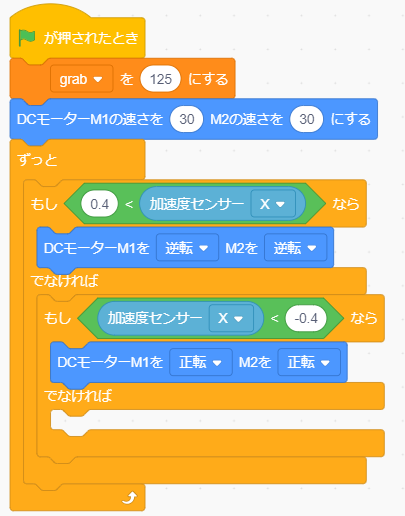 が押されたとき
grab を 125 にする
DCモーターM1の速さを 30 M2の速さを 30 にする
ずっと
もし 0.4 < 加速度センサー X なら
DCモーターM1を 逆転 M2を 逆転
でなければ
もし 加速度センサー X < -0.4 なら
DCモーターM1を 正転 M2を 正転
でなければ